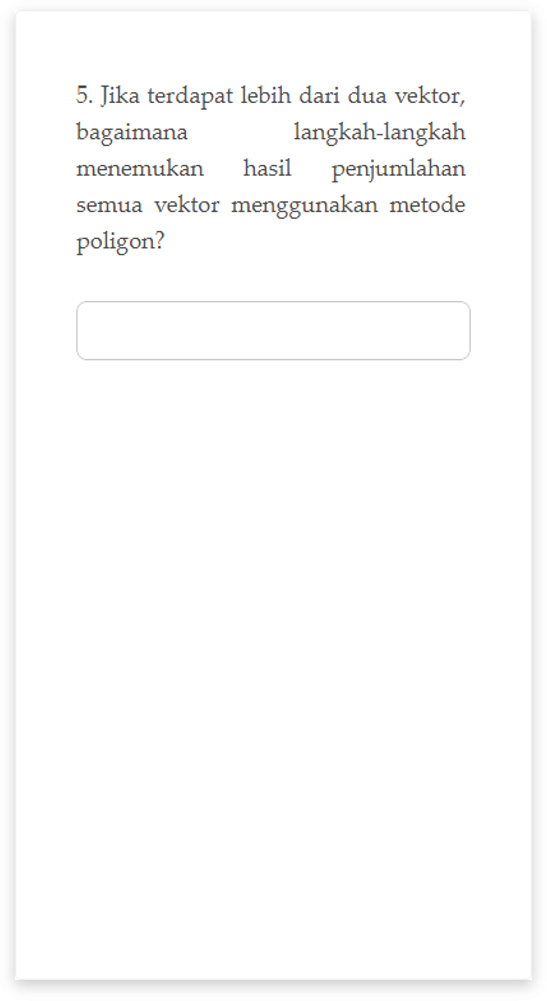 5. Jika terdapat lebih dari dua vektor,
bagaimana langkah-langkah
menemukan hasil penjumlahan
semua vektor menggunakan metode
poligon?